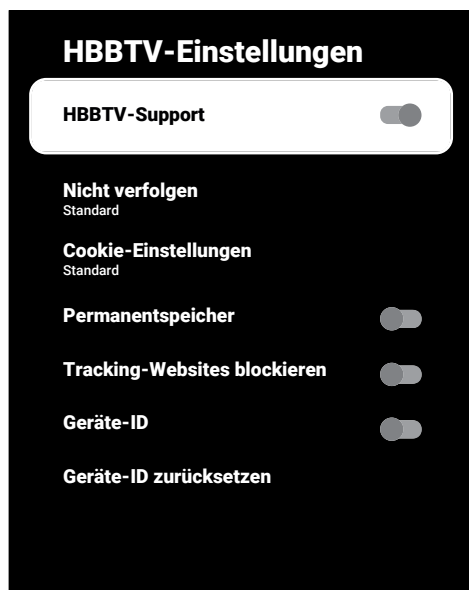 HBBTV-Einstellungen
HBBTV-Support
Nicht verfolgen
Standard
Cookie-Einstellungen
Standard
Permanentspeicher
Tracking-Websites blockieren
Geräte-ID
Geräte-ID zurücksetzen